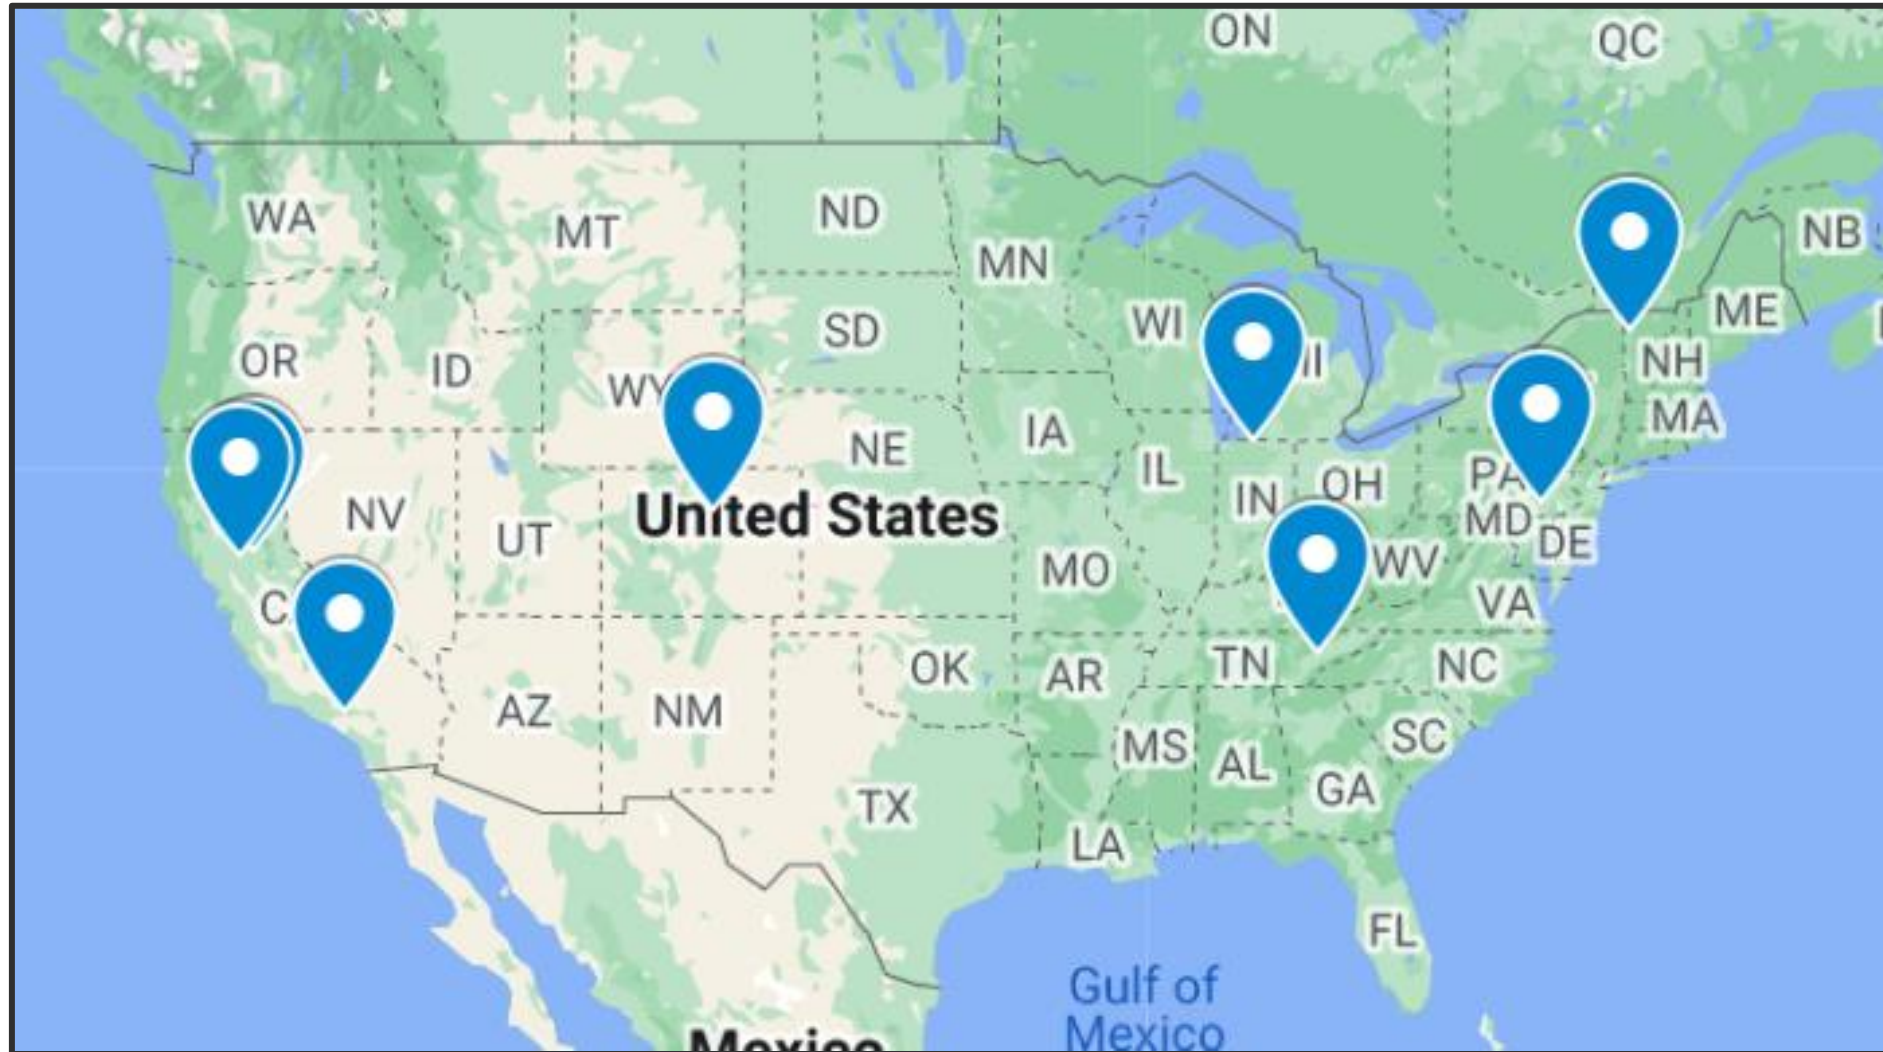 ON
QC
WA
MT
ND
MN
NB
OR
ID
WY
SD
WI
ME
NH
MA
NV
UT
NE
IA
IL
IN
OH
PA
MD
DE
United States
MO
WV
VA
AZ
NM
OK
AR
TN
NC
TX
MS
AL
SC
GA
LA
FL
Gulf of
Mexico
Mexico